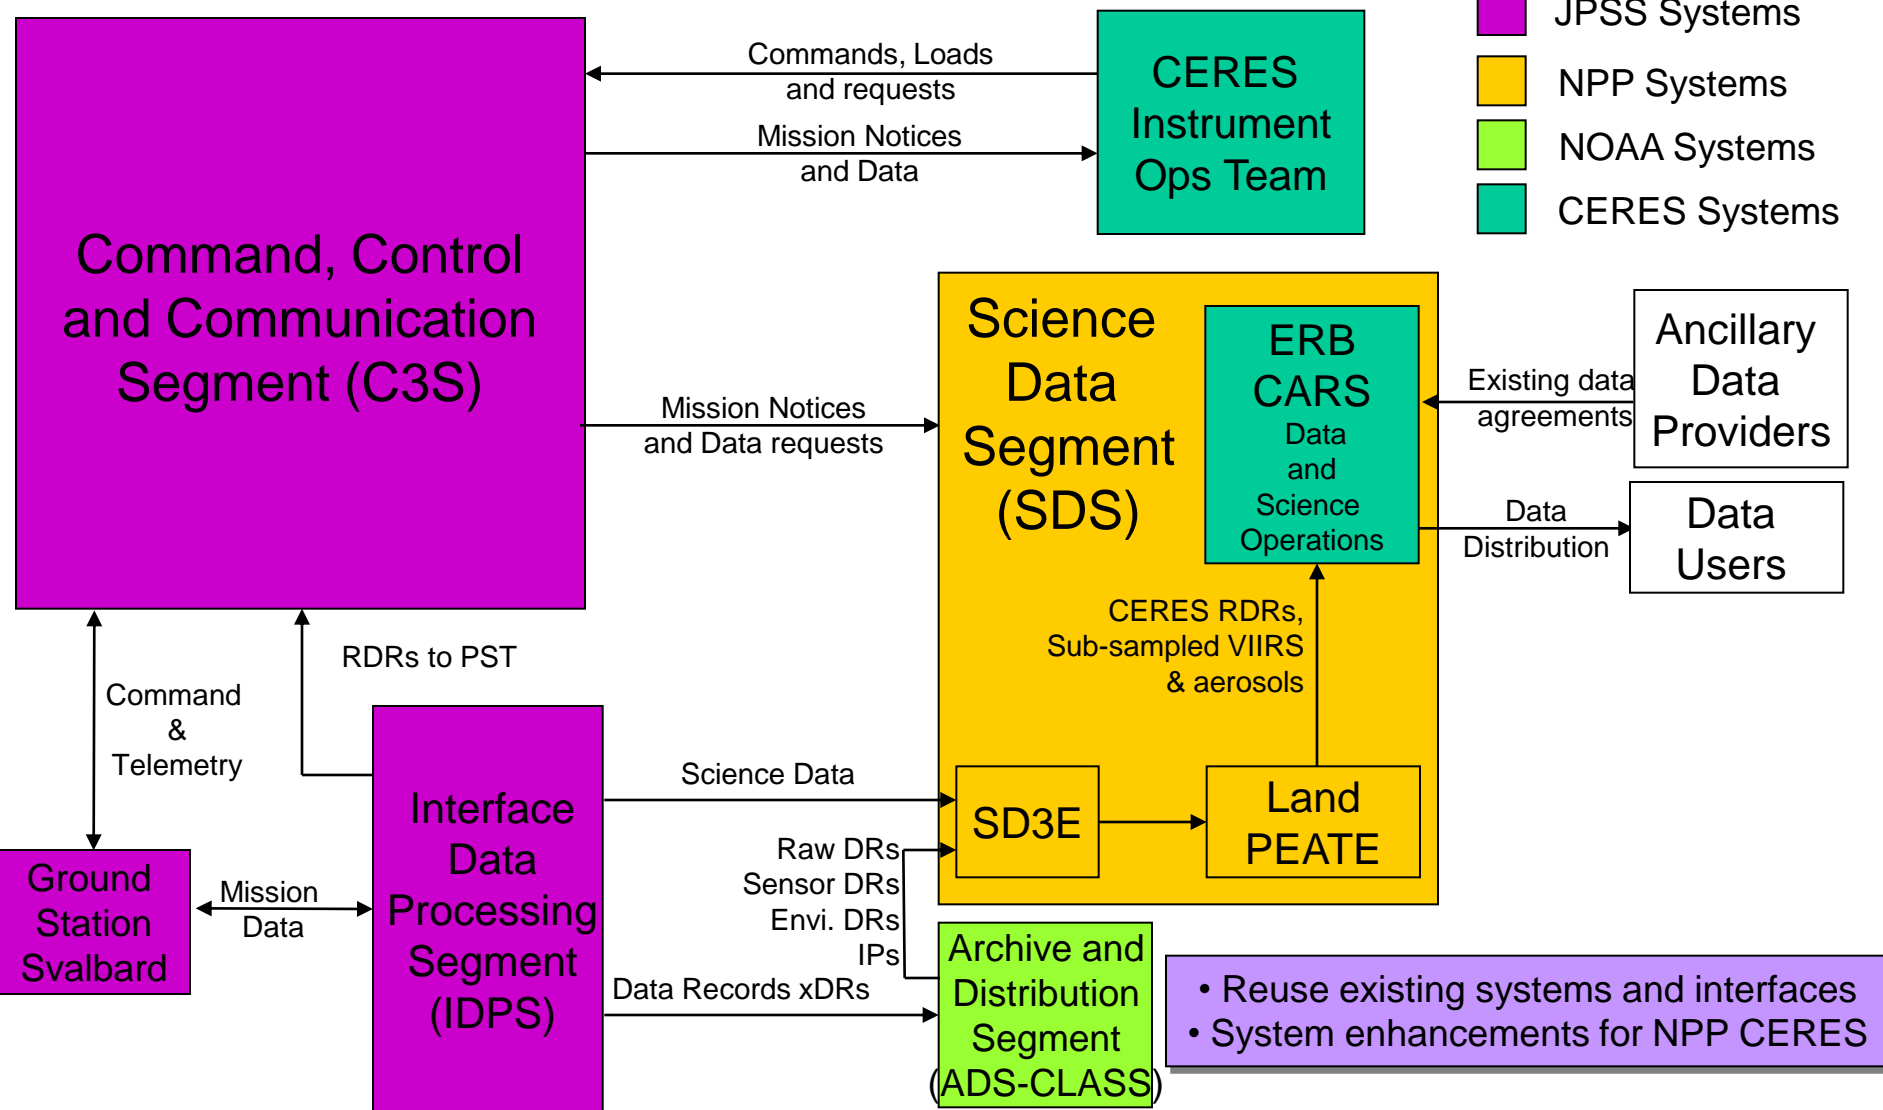 JPSS Systems
NPP Systems
NOAA Systems
CERES Systems
Commands, Loads
and requests
Mission Notices
and Data
CERES
Instrument
Ops Team
Command, Control
and Communication
Segment (C3S)
Mission Notices
and Data requests
Science
Data
Segment
(SDS)
ERB
CARS
Data
and
Science
Operations
Existing data
agreements
Ancillary
Data
Providers
Data
Distribution
Data
Users
CERES RDRs,
Sub-sampled VIIRS
& aerosols
RDRs to PST
Command
&
Telemetry
Science Data
SD3E
Land
PEATE
Interface
Data
Processing
Segment
(IDPS)
Ground
Station
Svalbard
Mission
Data
Raw DRs
Sensor DRs
Envi. DRs
IPs
Data Records xDRs
Archive and
Distribution
Segment
(ADS-CLASS)
• Reuse existing systems and interfaces
• System enhancements for NPP CERES